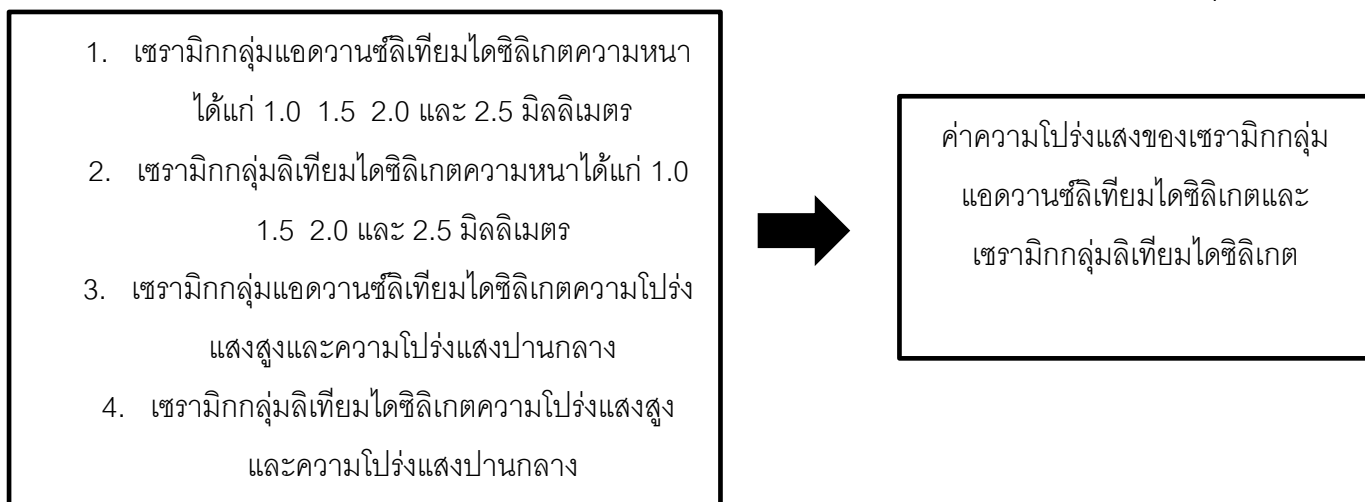 1. เซรามิกกลุ่มแอดวานซ์ลิเทียมไดซิลิเกตความหนา
ได้แก่ 1.0 1.5 2.0 และ 2.5 มิลลิเมตร
2. เซรามิกกลุ่มลิเทียมไดซิลิเกตความหนาได้แก่ 1.0
1.5 2.0 และ 2.5 มิลลิเมตร
3. เซรามิกกลุ่มแอดวานซ์ลิเทียมไดซิลิเกตความโปร่ง
แสงสูงและความโปร่งแสงปานกลาง
4. เซรามิกกลุ่มลิเทียมไดซิลิเกตความโปร่งแสงสูง
และความโปร่งแสงปานกลาง
ค่าความโปร่งแสงของเซรามิกกลุ่ม
แอดวานซ์ลิเทียมไดซิลิเกตและ
เซรามิกกลุ่มลิเทียมไดซิลิเกต